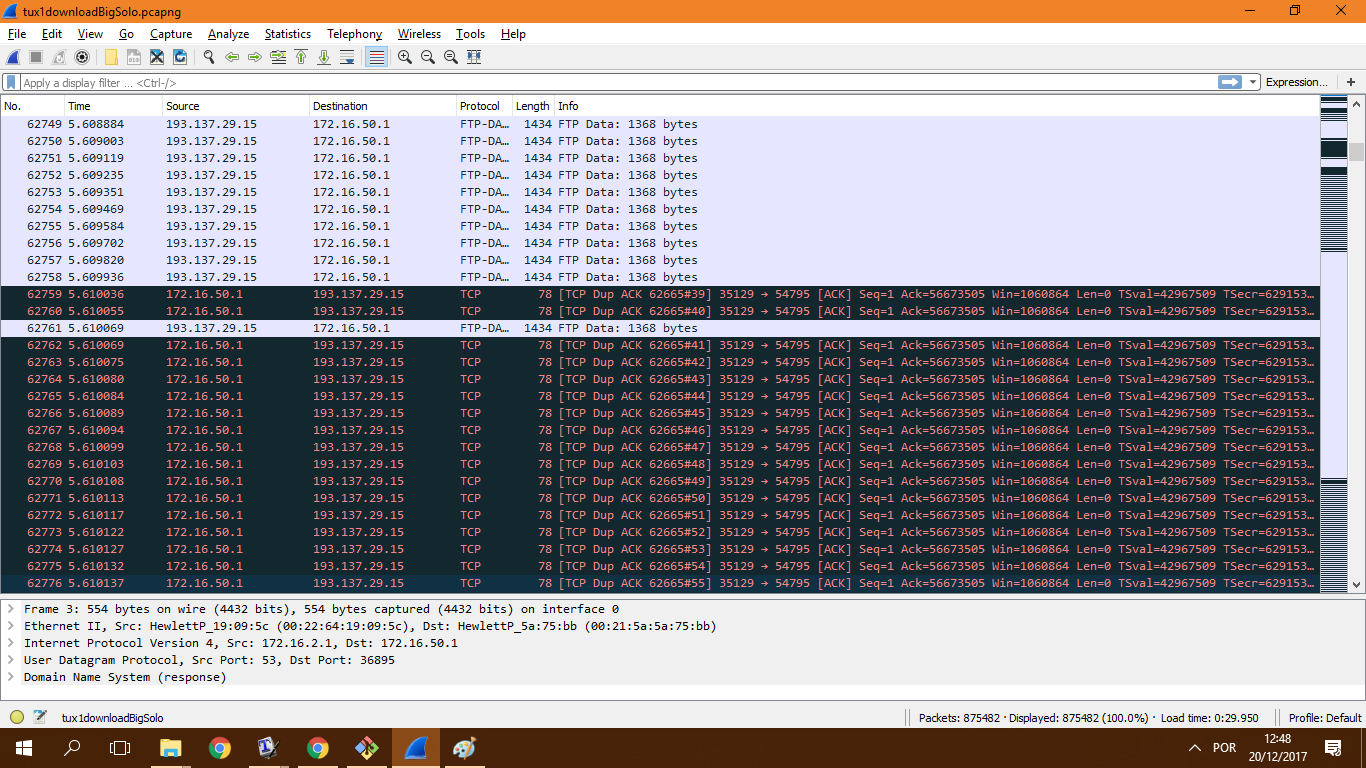 tux1downloadBigSolo.pcapng
File Edit View Go Capture Analyze Statistics Telephony Wireless Tools Help
Apply a display filter … <Ctrl-/> Expression…
No. Time Source Destination Protocol Length Info
62749 5.608884 193.137.29.15 172.16.50.1 FTP-DA… 1434 FTP Data: 1368 bytes
62750 5.609003 193.137.29.15 172.16.50.1 FTP-DA… 1434 FTP Data: 1368 bytes
62751 5.609119 193.137.29.15 172.16.50.1 FTP-DA… 1434 FTP Data: 1368 bytes
62752 5.609235 193.137.29.15 172.16.50.1 FTP-DA… 1434 FTP Data: 1368 bytes
62753 5.609351 193.137.29.15 172.16.50.1 FTP-DA… 1434 FTP Data: 1368 bytes
62754 5.609469 193.137.29.15 172.16.50.1 FTP-DA… 1434 FTP Data: 1368 bytes
62755 5.609584 193.137.29.15 172.16.50.1 FTP-DA… 1434 FTP Data: 1368 bytes
62756 5.609702 193.137.29.15 172.16.50.1 FTP-DA… 1434 FTP Data: 1368 bytes
62757 5.609820 193.137.29.15 172.16.50.1 FTP-DA… 1434 FTP Data: 1368 bytes
62758 5.609936 193.137.29.15 172.16.50.1 FTP-DA… 1434 FTP Data: 1368 bytes
62759 5.610036 172.16.50.1 193.137.29.15 TCP 78 [TCP Dup ACK 62665#39] 35129 → 54795 [ACK] Seq=1 Ack=56673505 Win=1060864 Len=0 TSval=42967509 TSecr=629153…
62760 5.610055 172.16.50.1 193.137.29.15 TCP 78 [TCP Dup ACK 62665#40] 35129 → 54795 [ACK] Seq=1 Ack=56673505 Win=1060864 Len=0 TSval=42967509 TSecr=629153…
62761 5.610069 193.137.29.15 172.16.50.1 FTP-DA… 1434 FTP Data: 1368 bytes
62762 5.610069 172.16.50.1 193.137.29.15 TCP 78 [TCP Dup ACK 62665#41] 35129 → 54795 [ACK] Seq=1 Ack=56673505 Win=1060864 Len=0 TSval=42967509 TSecr=629153…
62763 5.610075 172.16.50.1 193.137.29.15 TCP 78 [TCP Dup ACK 62665#42] 35129 → 54795 [ACK] Seq=1 Ack=56673505 Win=1060864 Len=0 TSval=42967509 TSecr=629153…
62764 5.610080 172.16.50.1 193.137.29.15 TCP 78 [TCP Dup ACK 62665#43] 35129 → 54795 [ACK] Seq=1 Ack=56673505 Win=1060864 Len=0 TSval=42967509 TSecr=629153…
62765 5.610084 172.16.50.1 193.137.29.15 TCP 78 [TCP Dup ACK 62665#44] 35129 → 54795 [ACK] Seq=1 Ack=56673505 Win=1060864 Len=0 TSval=42967509 TSecr=629153…
62766 5.610089 172.16.50.1 193.137.29.15 TCP 78 [TCP Dup ACK 62665#45] 35129 → 54795 [ACK] Seq=1 Ack=56673505 Win=1060864 Len=0 TSval=42967509 TSecr=629153…
62767 5.610094 172.16.50.1 193.137.29.15 TCP 78 [TCP Dup ACK 62665#46] 35129 → 54795 [ACK] Seq=1 Ack=56673505 Win=1060864 Len=0 TSval=42967509 TSecr=629153…
62768 5.610099 172.16.50.1 193.137.29.15 TCP 78 [TCP Dup ACK 62665#47] 35129 → 54795 [ACK] Seq=1 Ack=56673505 Win=1060864 Len=0 TSval=42967509 TSecr=629153…
62769 5.610103 172.16.50.1 193.137.29.15 TCP 78 [TCP Dup ACK 62665#48] 35129 → 54795 [ACK] Seq=1 Ack=56673505 Win=1060864 Len=0 TSval=42967509 TSecr=629153…
62770 5.610108 172.16.50.1 193.137.29.15 TCP 78 [TCP Dup ACK 62665#49] 35129 → 54795 [ACK] Seq=1 Ack=56673505 Win=1060864 Len=0 TSval=42967509 TSecr=629153…
62771 5.610113 172.16.50.1 193.137.29.15 TCP 78 [TCP Dup ACK 62665#50] 35129 → 54795 [ACK] Seq=1 Ack=56673505 Win=1060864 Len=0 TSval=42967509 TSecr=629153…
62772 5.610117 172.16.50.1 193.137.29.15 TCP 78 [TCP Dup ACK 62665#51] 35129 → 54795 [ACK] Seq=1 Ack=56673505 Win=1060864 Len=0 TSval=42967509 TSecr=629153…
62773 5.610122 172.16.50.1 193.137.29.15 TCP 78 [TCP Dup ACK 62665#52] 35129 → 54795 [ACK] Seq=1 Ack=56673505 Win=1060864 Len=0 TSval=42967509 TSecr=629153…
62774 5.610127 172.16.50.1 193.137.29.15 TCP 78 [TCP Dup ACK 62665#53] 35129 → 54795 [ACK] Seq=1 Ack=56673505 Win=1060864 Len=0 TSval=42967509 TSecr=629153…
62775 5.610132 172.16.50.1 193.137.29.15 TCP 78 [TCP Dup ACK 62665#54] 35129 → 54795 [ACK] Seq=1 Ack=56673505 Win=1060864 Len=0 TSval=42967509 TSecr=629153…
62776 5.610137 172.16.50.1 193.137.29.15 TCP 78 [TCP Dup ACK 62665#55] 35129 → 54795 [ACK] Seq=1 Ack=56673505 Win=1060864 Len=0 TSval=42967509 TSecr=629153…
Frame 3: 554 bytes on wire (4432 bits), 554 bytes captured (4432 bits) on interface 0
Ethernet II, Src: HewlettP_19:09:5c (00:22:64:19:09:5c), Dst: HewlettP_5a:75:bb (00:21:5a:5a:75:bb)
Internet Protocol Version 4, Src: 172.16.2.1, Dst: 172.16.50.1
User Datagram Protocol, Src Port: 53, Dst Port: 36895
Domain Name System (response)
tux1downloadBigSolo Packets: 875482 · Displayed: 875482 (100.0%) · Load time: 0:29.950 Profile: Default
POR 12:48
20/12/2017